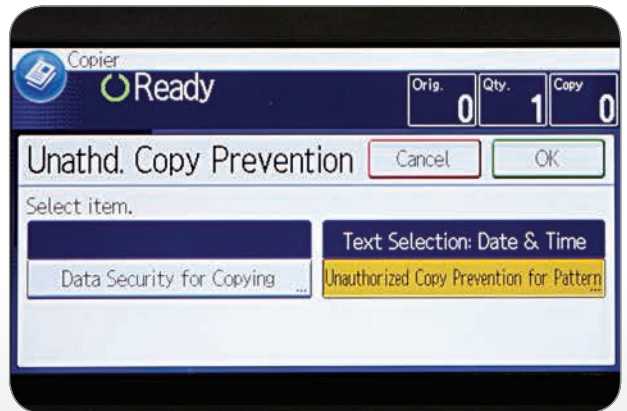 Copier
Ready
Orig. 0 Qty. 1 Copy 0
Unathd. Copy Prevention Cancel OK
Select item.
Text Selection: Date & Time
Data Security for Copying ... Unauthorized Copy Prevention for Pattern ...